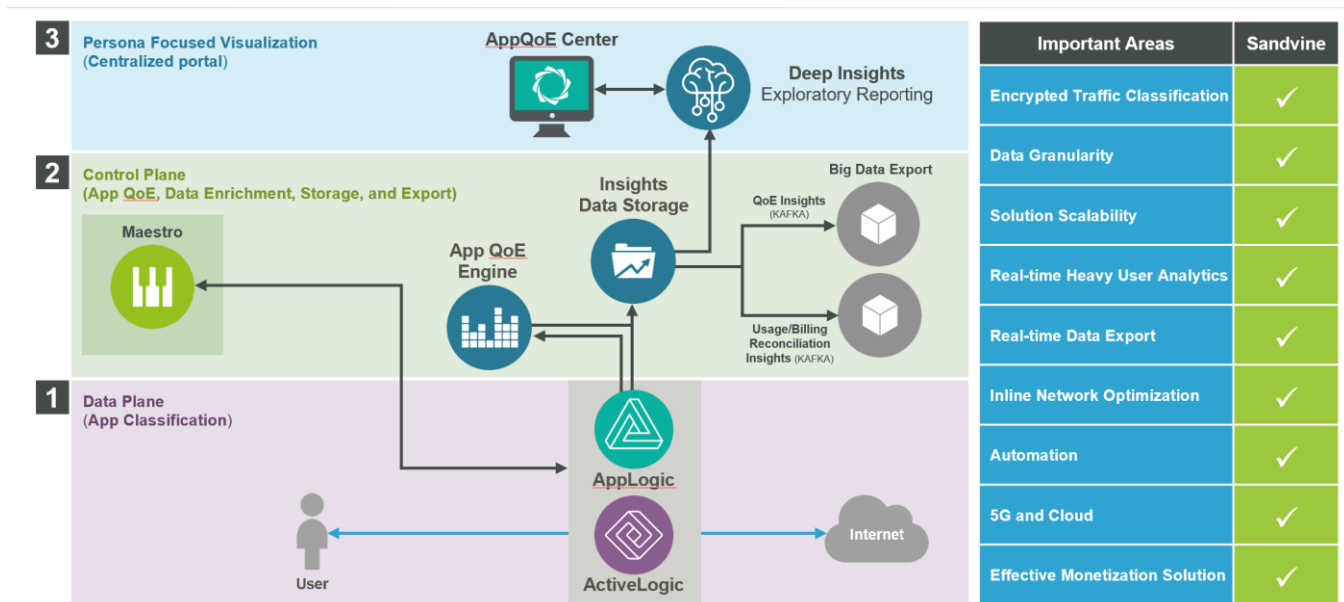 3
Persona Focused Visualization
(Centralized portal)
AppQoE Center
Deep Insights
Exploratory Reporting
2
Control Plane
(App QoE, Data Enrichment, Storage, and Export)
Maestro
App QoE
Engine
Insights
Data Storage
Big Data Export
QoE Insights
(KAFKA)
Usage/Billing
Reconciliation
Insights (KAFKA)
1
Data Plane
(App Classification)
AppLogic
ActiveLogic
User
Internet
Important Areas
Sandvine
Encrypted Traffic Classification
Data Granularity
Solution Scalability
Real-time Heavy User Analytics
Real-time Data Export
Inline Network Optimization
Automation
5G and Cloud
Effective Monetization Solution